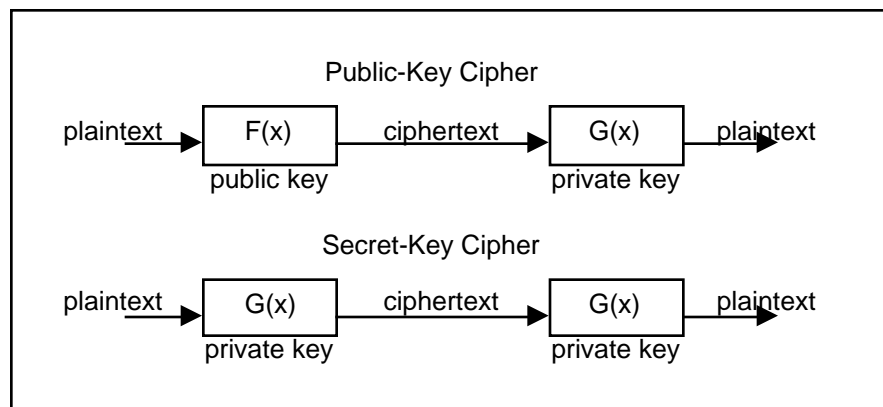 Public-Key Cipher
plaintext F(x) ciphertext G(x) plaintext
public key private key
Secret-Key Cipher
plaintext G(x) ciphertext G(x) plaintext
private key private key